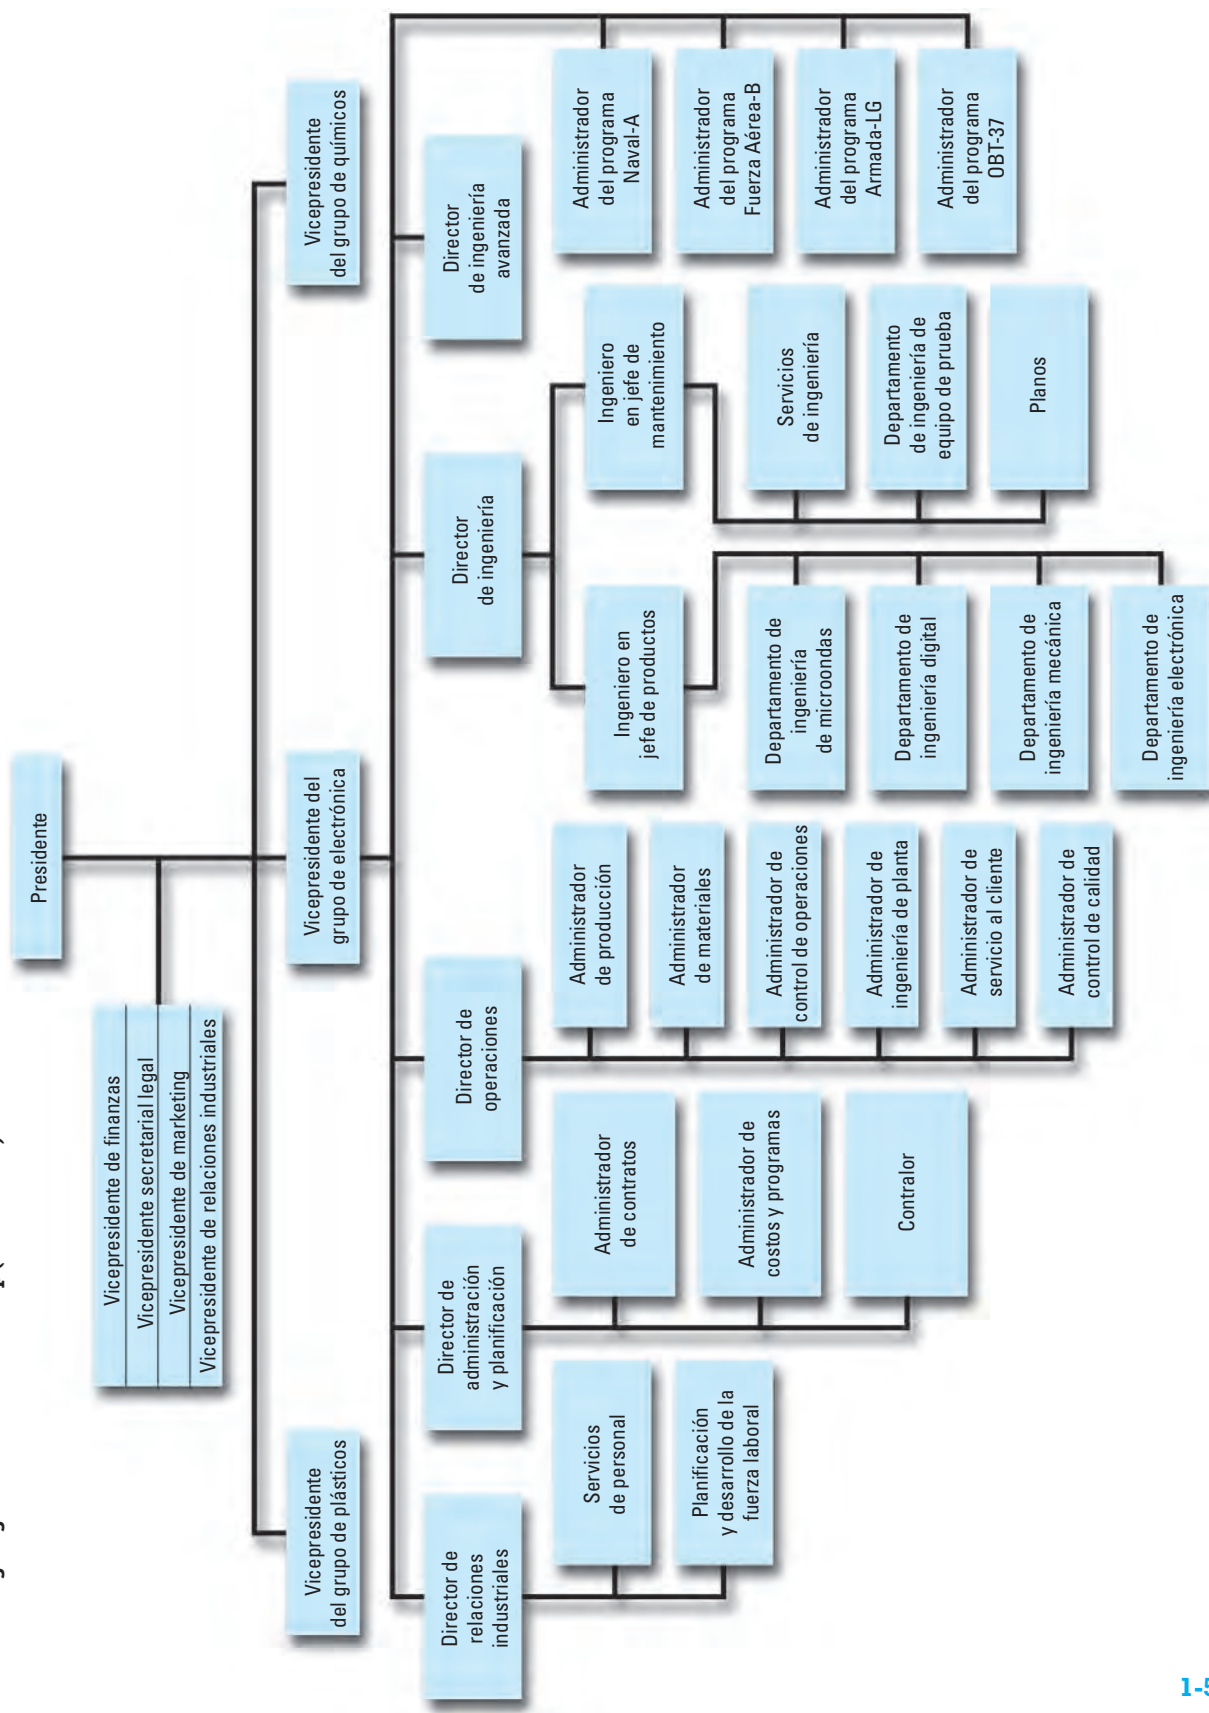 Presidente
Vicepresidente de finanzas
Vicepresidente secretarial legal
Vicepresidente de marketing
Vicepresidente de relaciones industriales
Vicepresidente
del grupo de plásticos
Vicepresidente del
grupo de electrónica
Vicepresidente
del grupo de químicos
Director de
relaciones
industriales
Director de
administración
y planificación
Director de
operaciones
Director
de ingeniería
Director
de ingeniería
avanzada
Servicios
de personal
Planificación
y desarrollo de la
fuerza laboral
Administrador
de contratos
Administrador de
costos y programas
Contralor
Administrador
de producción
Administrador
de materiales
Administrador de
control de operaciones
Administrador de
ingeniería de planta
Administrador de
servicio al cliente
Administrador de
control de calidad
Ingeniero en
jefe de productos
Departamento de
ingeniería
de microondas
Departamento de
ingeniería digital
Departamento de
ingeniería mecánica
Departamento de
ingeniería electrónica
Ingeniero
en jefe de
mantenimiento
Servicios
de ingeniería
Departamento
de ingeniería de
equipo de prueba
Planos
Administrador
del programa
Naval-A
Administrador
del programa
Fuerza Aérea-B
Administrador
del programa
Armada-LG
Administrador
del programa
OBT-37